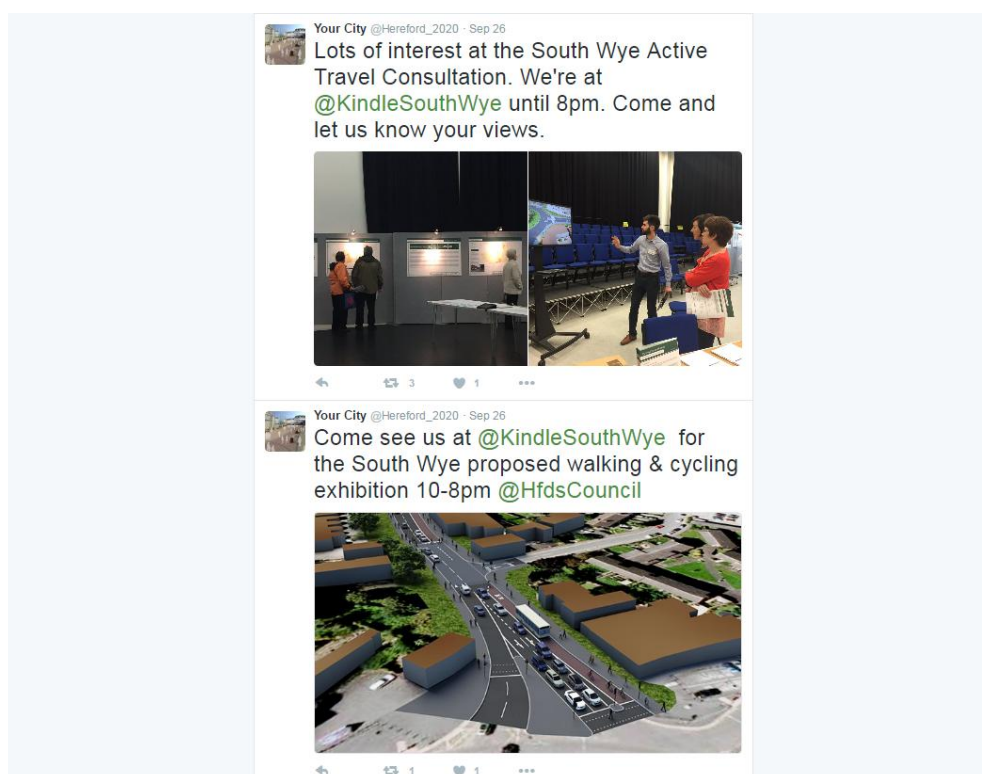 Your City @Hereford_2020 · Sep 26
Lots of interest at the South Wye Active
Travel Consultation. We're at
@KindleSouthWye until 8pm. Come and
let us know your views.
3 1
Your City @Hereford_2020 · Sep 26
Come see us at @KindleSouthWye for
the South Wye proposed walking & cycling
exhibition 10-8pm @HfdsCouncil
1 1